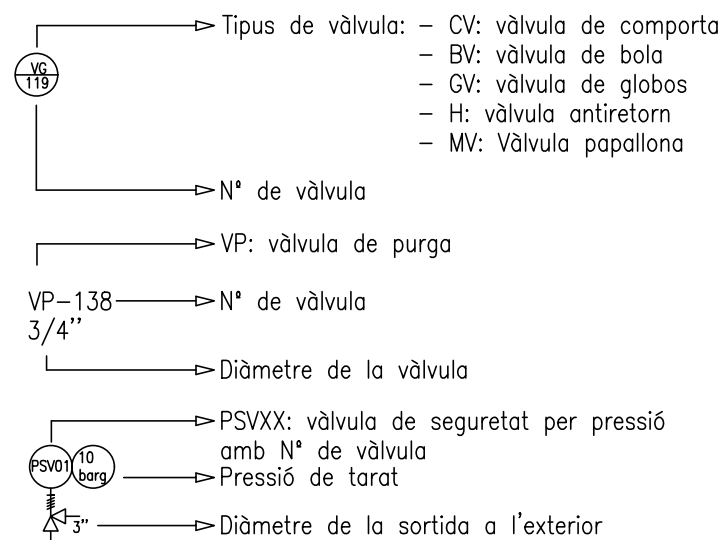 Tipus de vàlvula: - CV: vàlvula de comporta
- BV: vàlvula de bola
- GV: vàlvula de globos
- H: vàlvula antiretorn
- MV: Vàlvula papallona
VG
119
Nº de vàlvula
VP: vàlvula de purga
VP-138
Nº de vàlvula
3/4''
Diàmetre de la vàlvula
PSVXX: vàlvula de seguretat per pressió
amb Nº de vàlvula
PSV01
10
barg
Pressió de tarat
3"
Diàmetre de la sortida a l'exterior